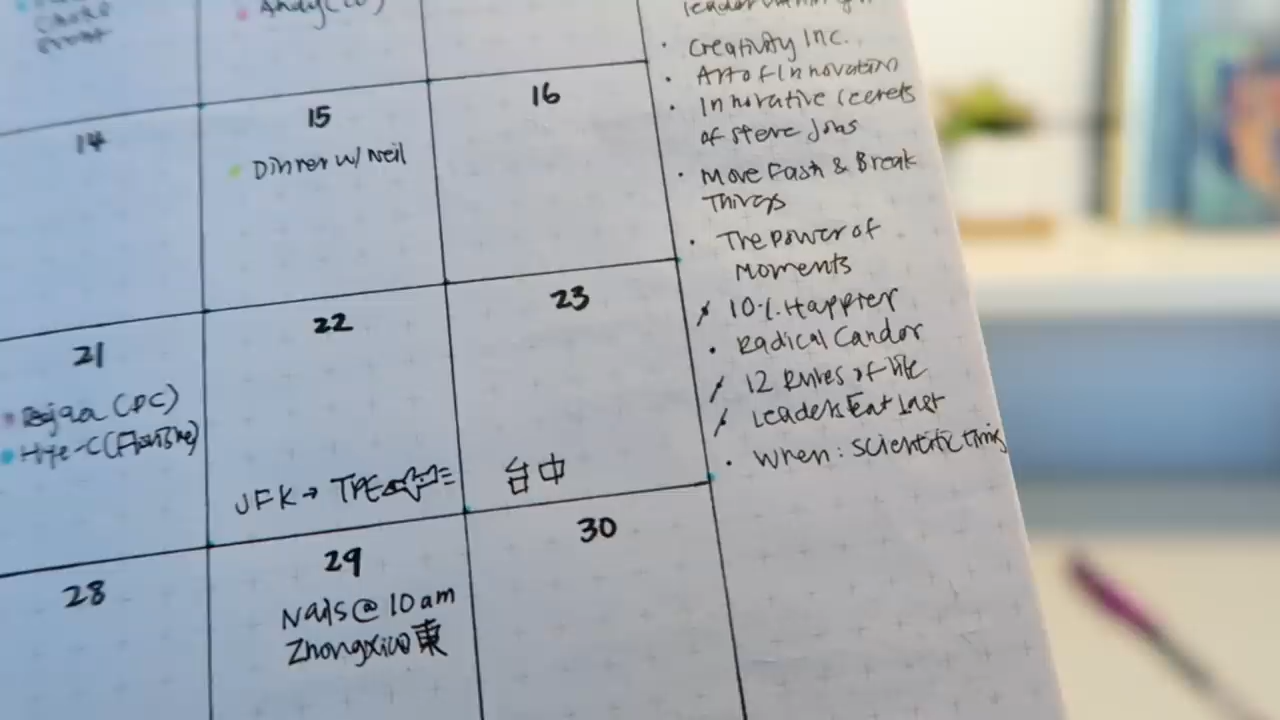 Andy
15
16
14
Dinner w/ Neil
22
23
21
JFK → TPE
台中
29
30
28
Nails @ 10am
Zhongxiao東
Creativity Inc.
Art of Innovation
Innovative Secrets
of Steve Jobs
Move Fast & Break
Things
The Power of
Moments
10% Happier
Radical Candor
12 Rules of life
Leaders Eat Last
When: Scientific